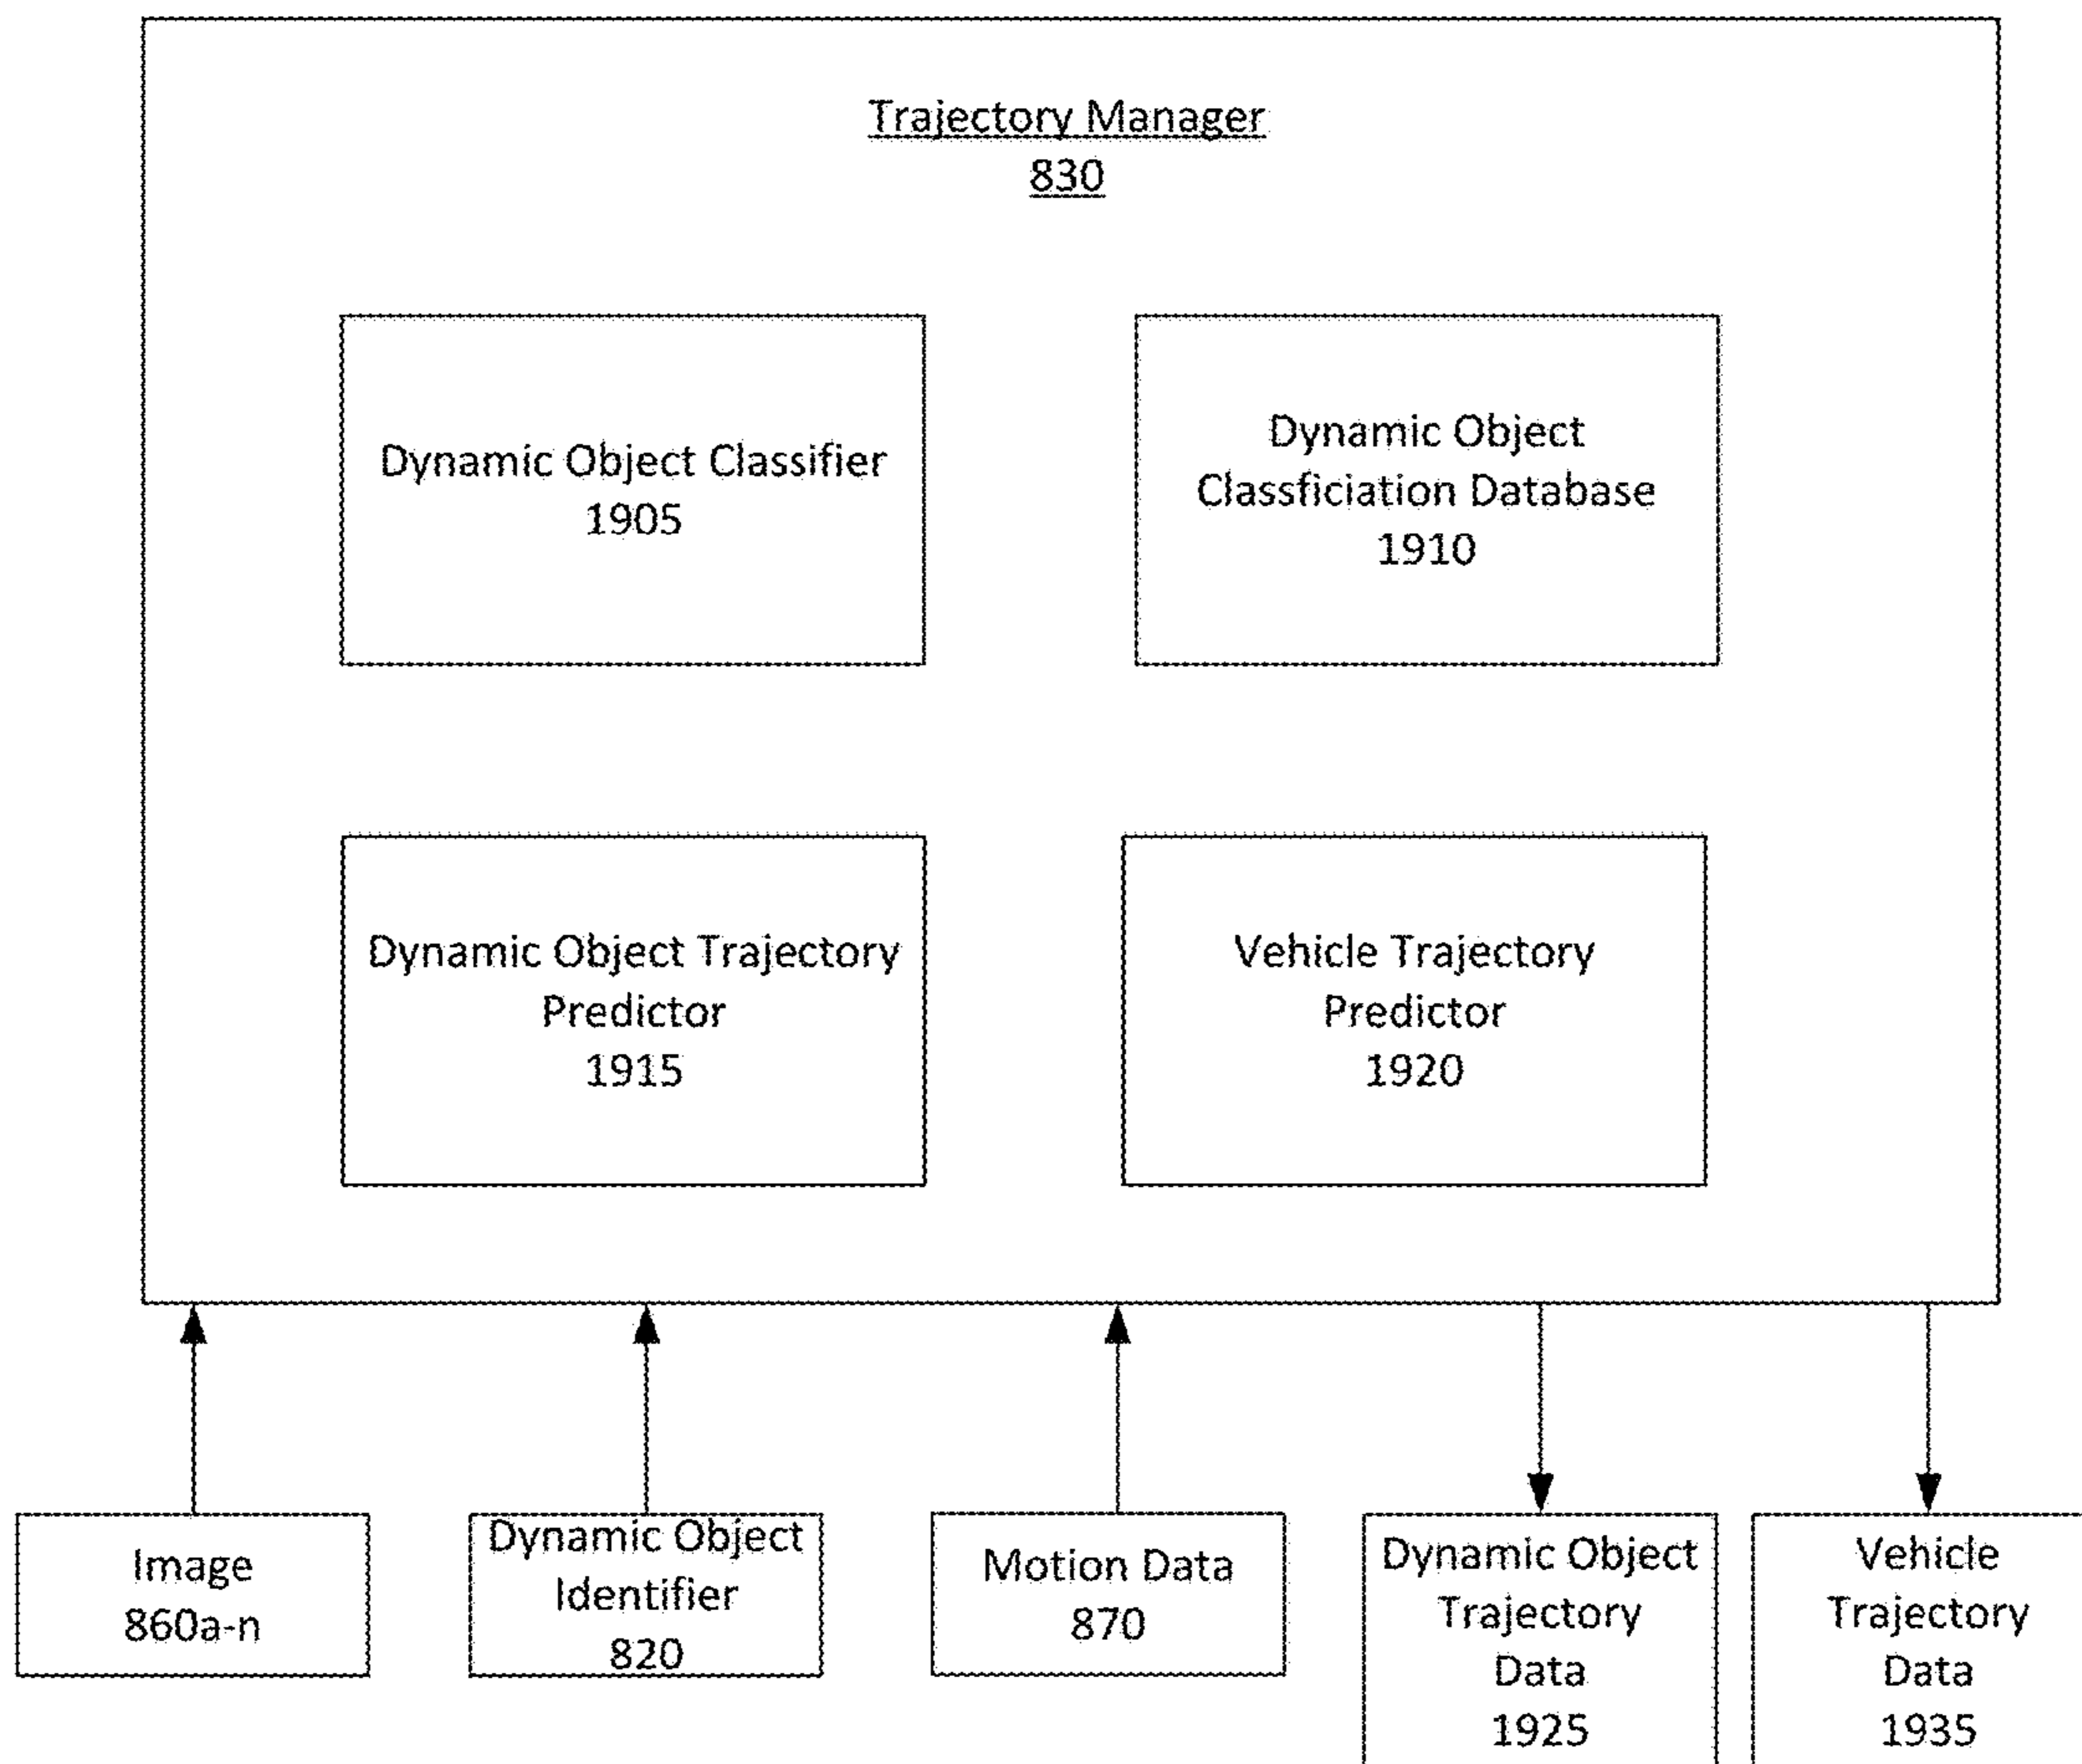 Trajectory Manager
830
Dynamic Object Classifier
1905
Dynamic Object
Classficiation Database
1910
Dynamic Object Trajectory
Predictor
1915
Vehicle Trajectory
Predictor
1920
Image
860a-n
Dynamic Object
Identifier
820
Motion Data
870
Dynamic Object
Trajectory
Data
1925
Vehicle
Trajectory
Data
1935